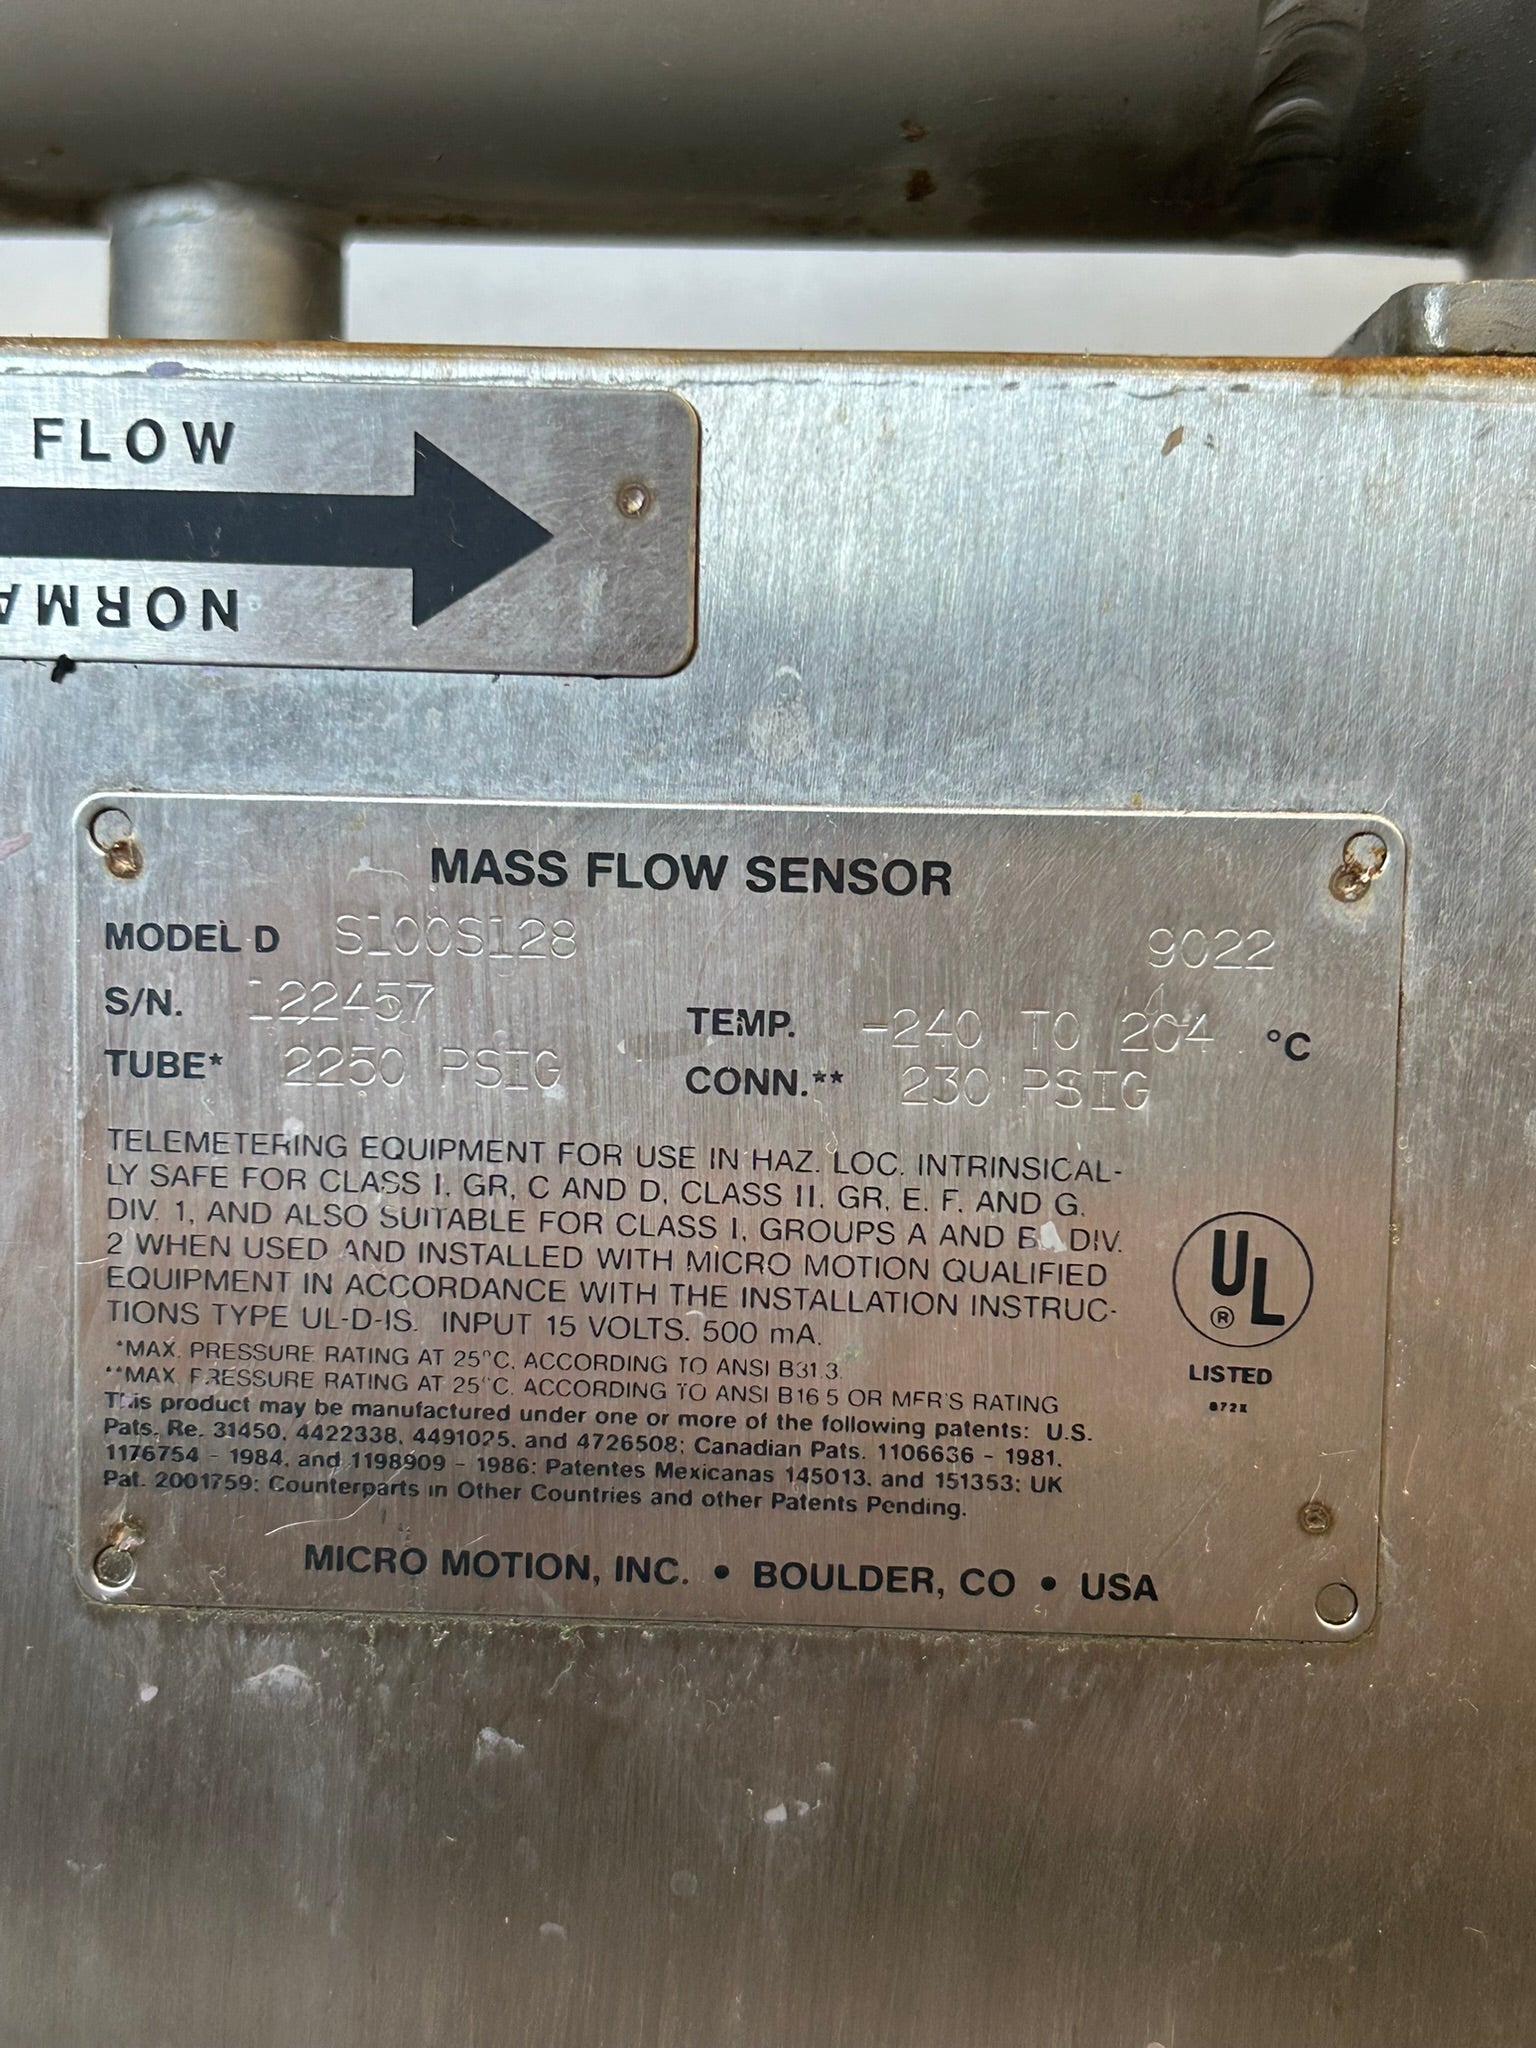 FLOW
NORMA
MASS FLOW SENSOR
MODEL D S100S128 9022
S/N. 122457
TEMP. -240 TO 204 °C
TUBE* 2250 PSIG
CONN.** 230 PSIG
TELEMETERING EQUIPMENT FOR USE IN HAZ. LOC. INTRINSICAL-
LY SAFE FOR CLASS I, GR, C AND D, CLASS II, GR, E, F, AND G.
DIV. 1, AND ALSO SUITABLE FOR CLASS I, GROUPS A AND B, DIV.
2 WHEN USED AND INSTALLED WITH MICRO MOTION QUALIFIED
EQUIPMENT IN ACCORDANCE WITH THE INSTALLATION INSTRUC-
TIONS TYPE UL-D-IS. INPUT 15 VOLTS. 500 mA.
*MAX. PRESSURE RATING AT 25°C, ACCORDING TO ANSI B31.3.
**MAX. PRESSURE RATING AT 25°C, ACCORDING TO ANSI B16.5 OR MFR'S RATING
This product may be manufactured under one or more of the following patents: U.S.
Pats. Re. 31450, 4422338, 4491025, and 4726508; Canadian Pats. 1106636 - 1981,
1176754 - 1984, and 1198909 - 1986; Patentes Mexicanas 145013, and 151353; UK
Pat. 2001759; Counterparts in Other Countries and other Patents Pending.
UL
®
LISTED
872X
MICRO MOTION, INC. • BOULDER, CO • USA